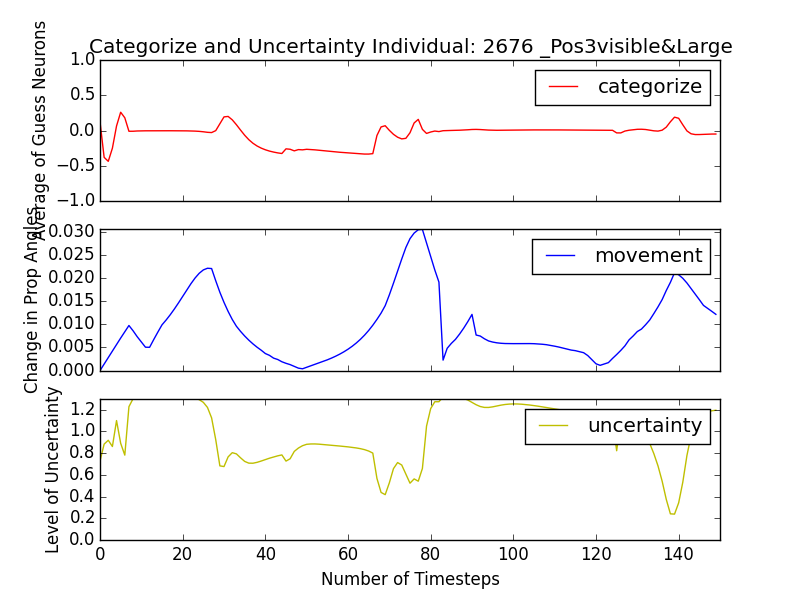 Categorize and Uncertainty Individual: 2676 _Pos3visible&Large
Average of Guess Neurons
1.0
0.5
0.0
−0.5
−1.0
categorize
Change in Prop Angles
0.030
0.025
0.020
0.015
0.010
0.005
0.000
movement
Level of Uncertainty
1.2
1.0
0.8
0.6
0.4
0.2
0.0
uncertainty
0 20 40 60 80 100 120 140
Number of Timesteps